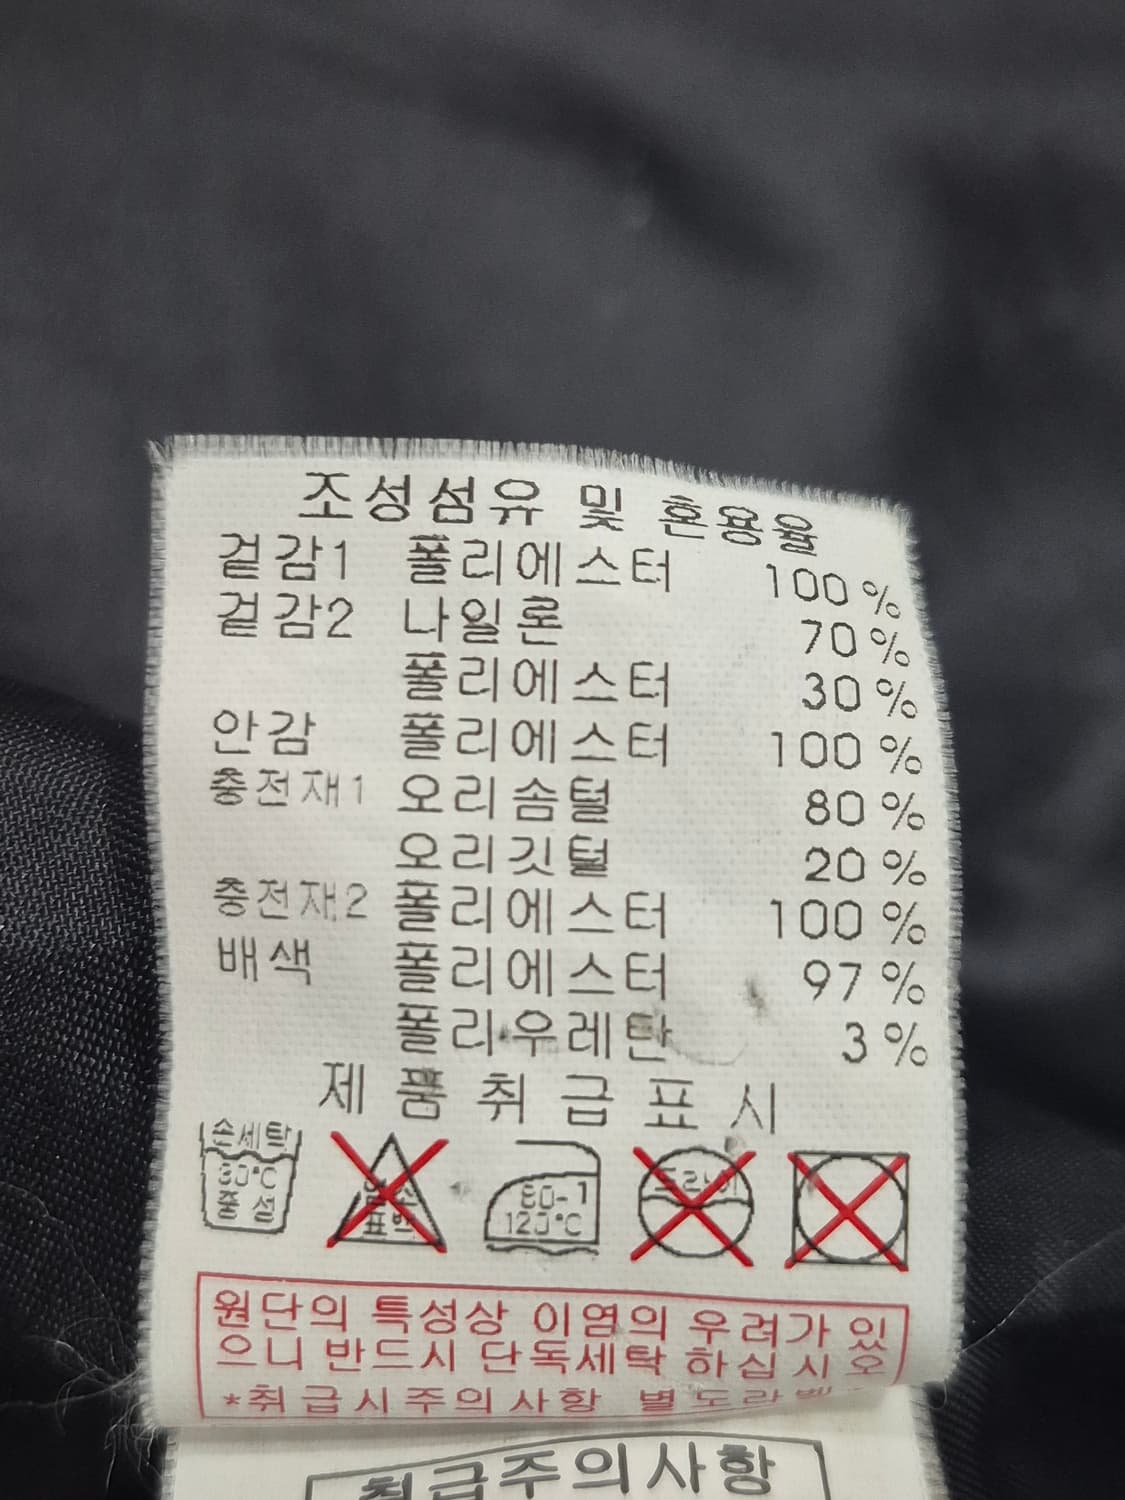 조성섬유 및 혼용율
겉감1 폴리에스터 100%
겉감2 나일론 70%
폴리에스터 30%
안감 폴리에스터 100%
충전재1 오리솜털 80%
오리깃털 20%
충전재2 폴리에스터 100%
배색 폴리에스터 97%
폴리우레탄 3%
제품취급표시
손세탁
30°C
중성
염소
표백
80-1
120°C
드라이
원단의 특성상 이염의 우려가 있
으니 반드시 단독세탁 하십시오
*취급시주의사항 별도라벨
취급주의사항